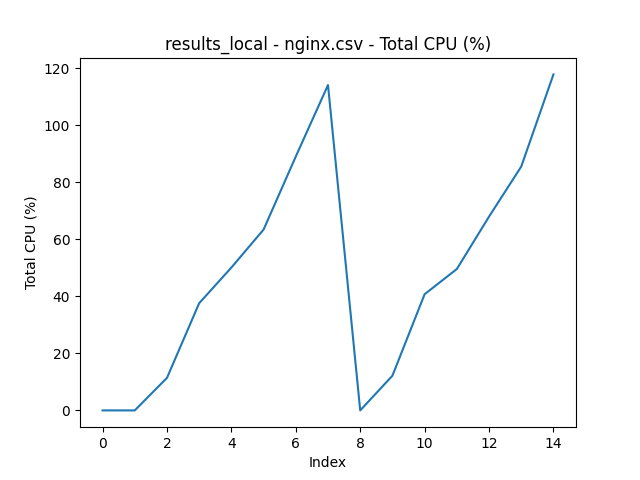 results_local - nginx.csv - Total CPU (%)
120
100
80
60
40
20
0
Total CPU (%)
0 2 4 6 8 10 12 14
Index